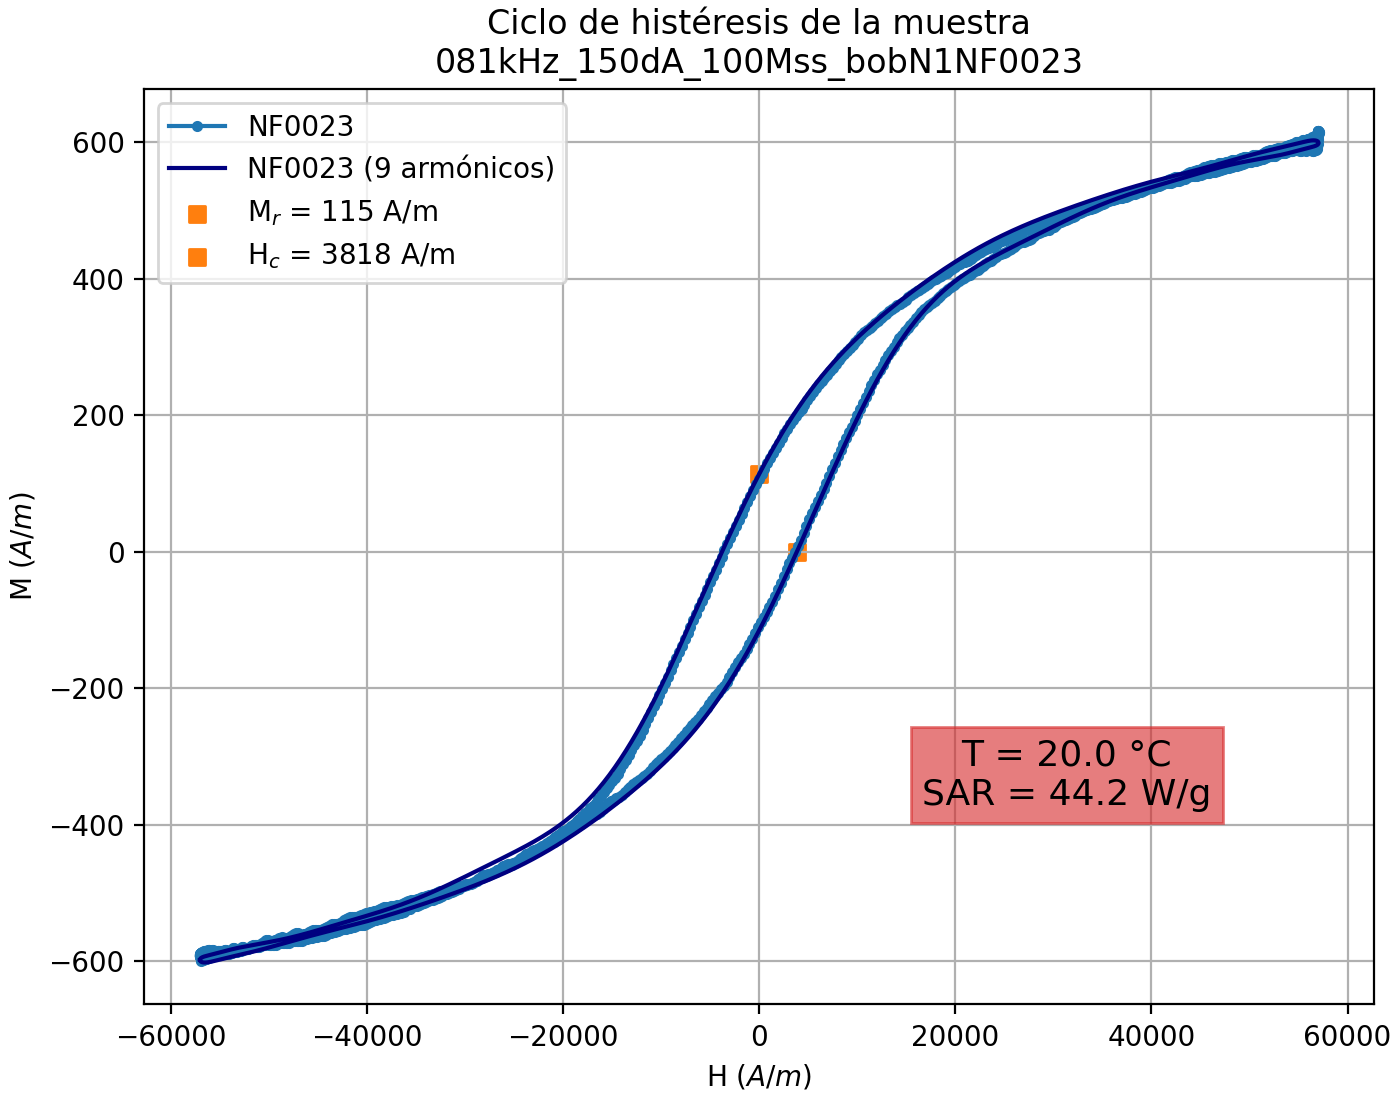 Ciclo de histéresis de la muestra
081kHz_150dA_100Mss_bobN1NF0023
NF0023
NF0023 (9 armónicos)
Mᵣ = 115 A/m
H꜀ = 3818 A/m
600
400
200
0
−200
−400
−600
M (A/m)
T = 20.0 °C
SAR = 44.2 W/g
−60000 −40000 −20000 0 20000 40000 60000
H (A/m)